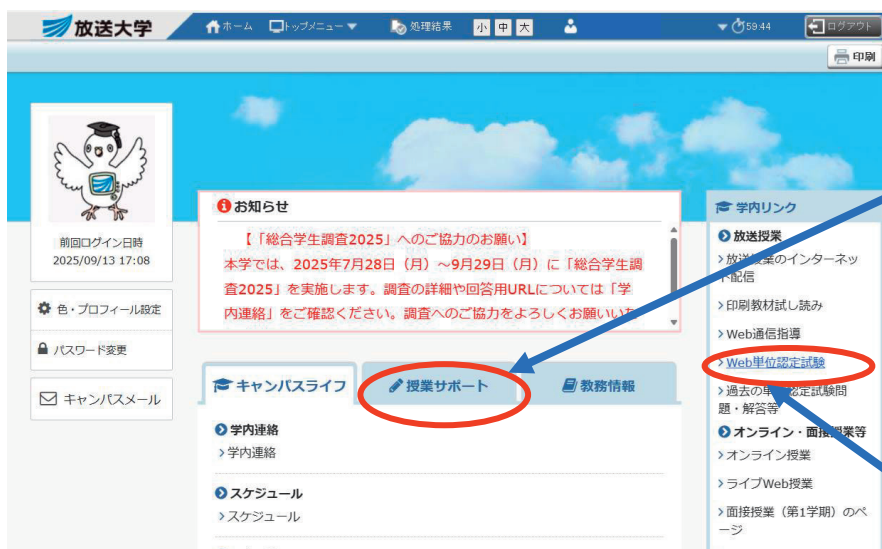 放送大学
ホーム トップメニュー▼ 処理結果 小 中 大 ▼ 59:44 ログアウト
印刷
前回ログイン日時
2025/09/13 17:08
色・プロフィール設定
パスワード変更
キャンパスメール
お知らせ
【「総合学生調査2025」へのご協力のお願い】
本学では、2025年7月28日（月）～9月29日（月）に「総合学生調
査2025」を実施します。調査の詳細や回答用URLについては「学
内連絡」をご確認ください。調査へのご協力をよろしくお願いいた
キャンパスライフ 授業サポート 教務情報
学内連絡
›学内連絡
スケジュール
›スケジュール
学内リンク
放送授業
›放送授業のインターネッ
ト配信
›印刷教材試し読み
›Web通信指導
›Web単位認定試験
›過去の単位認定試験問
題・解答等
オンライン・面接授業等
›オンライン授業
›ライブWeb授業
›面接授業（第1学期）のペ
ージ